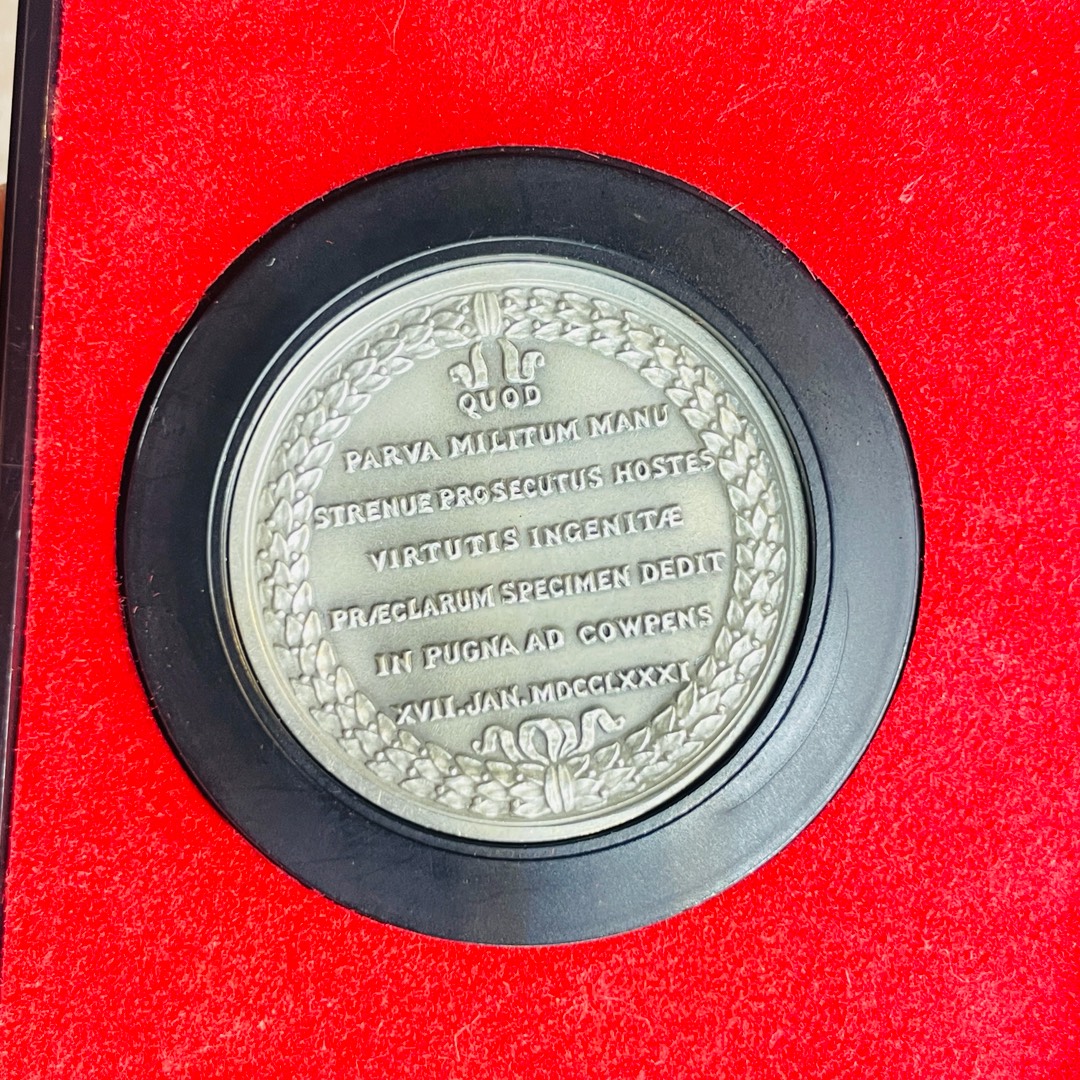 QUOD
PARVA MILITUM MANU
STRENUE PROSECUTUS HOSTES
VIRTUTIS INGENITÆ
PRÆCLARUM SPECIMEN DEDIT
IN PUGNA AD COWPENS
XVII. JAN. MDCCLXXXI